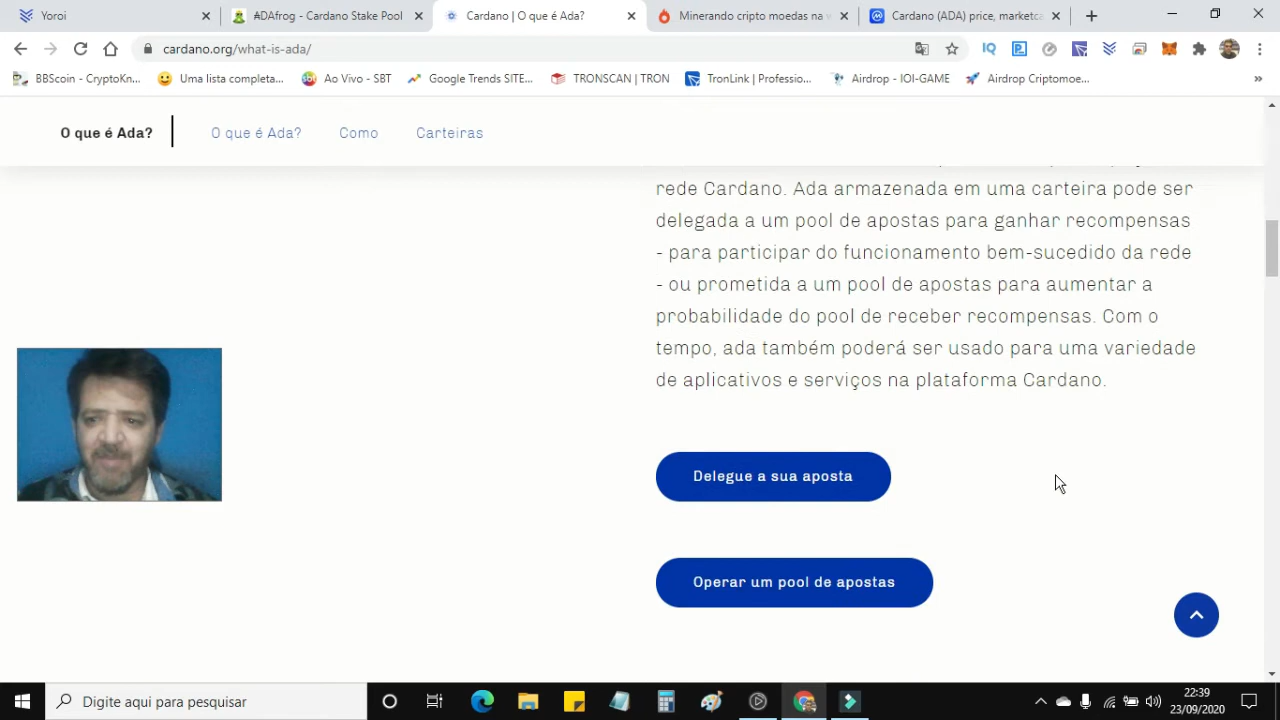 Yoroi
₳DAfrog - Cardano Stake Pool
Cardano | O que é Ada?
Minerando cripto moedas na v
Cardano (ADA) price, marketca
cardano.org/what-is-ada/
BBScoin - CryptoKn...
Uma lista completa...
Ao Vivo - SBT
Google Trends SITE...
TRONSCAN | TRON
TronLink | Professio...
Airdrop - IOI-GAME
Airdrop Criptomoe...
»
O que é Ada?
O que é Ada?
Como
Carteiras
rede Cardano. Ada armazenada em uma carteira pode ser
delegada a um pool de apostas para ganhar recompensas
- para participar do funcionamento bem-sucedido da rede
- ou prometida a um pool de apostas para aumentar a
probabilidade do pool de receber recompensas. Com o
tempo, ada também poderá ser usado para uma variedade
de aplicativos e serviços na plataforma Cardano.
Delegue a sua aposta
Operar um pool de apostas
Digite aqui para pesquisar
22:39
23/09/2020